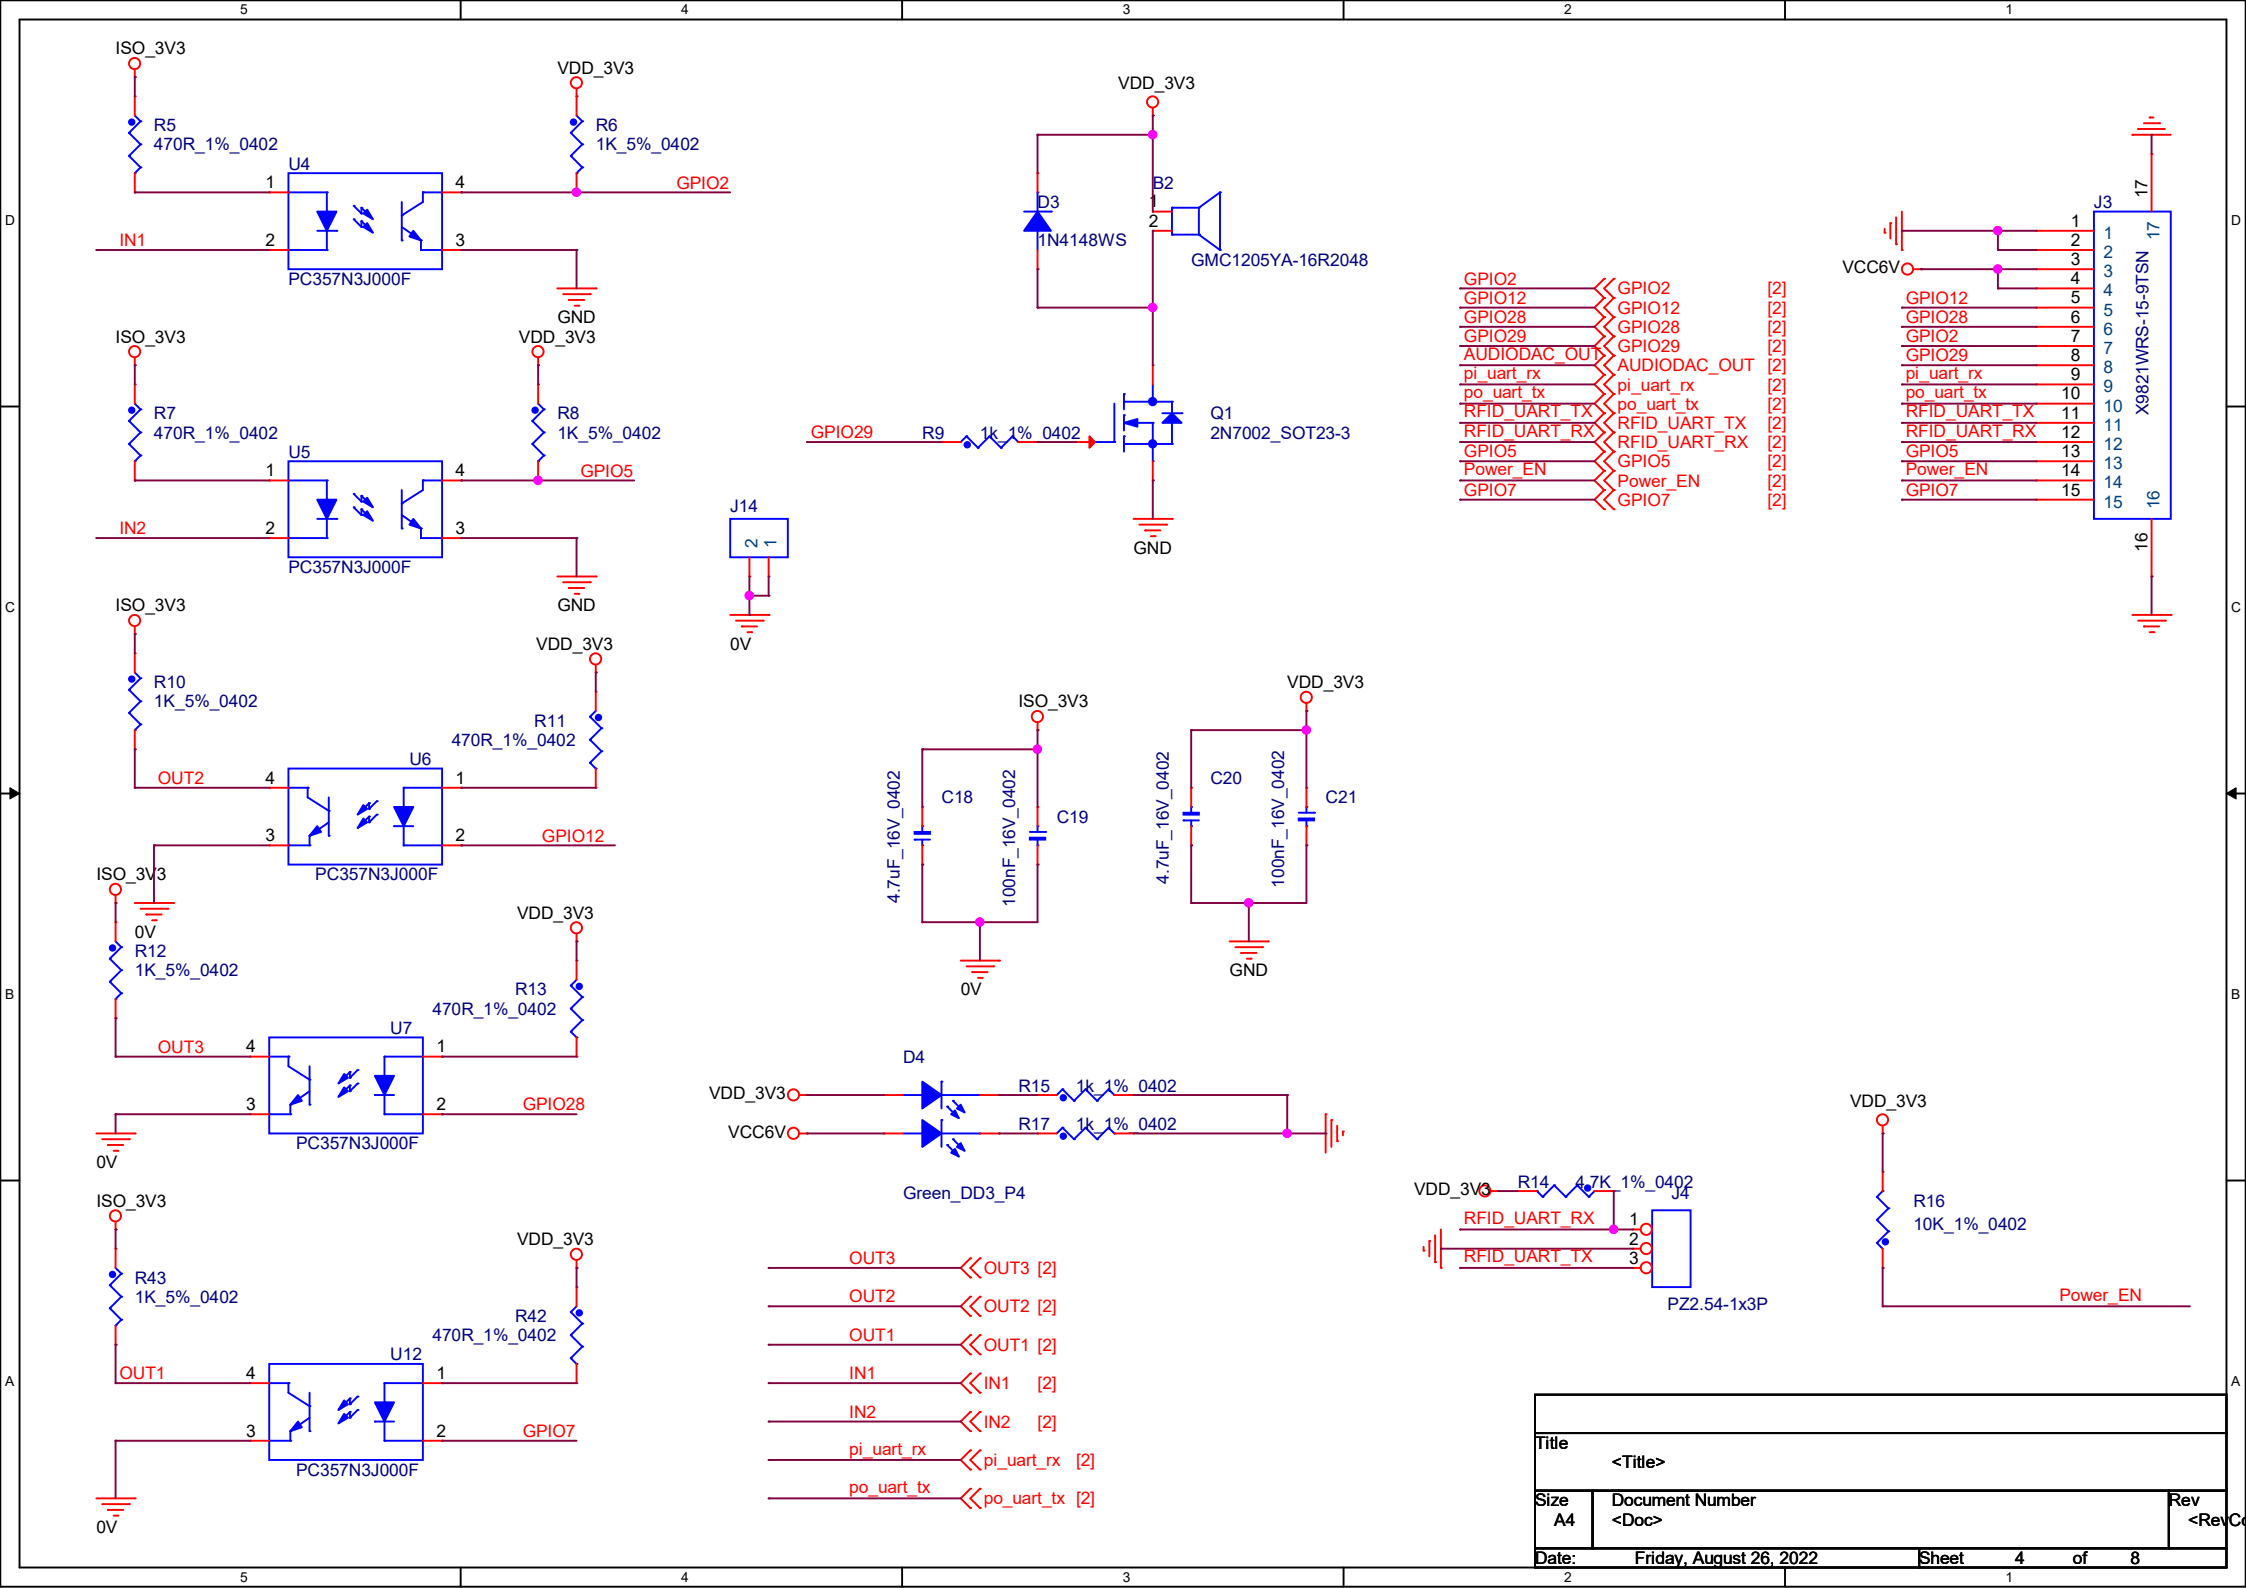 5 4 3 2 1
D
C
B
A
D
C
B
A
ISO_3V3
R5
470R_1%_0402
VDD_3V3
R6
1K_5%_0402
U4
1
2
4
3
IN1
GPIO2
PC357N3J000F
GND
ISO_3V3
R7
470R_1%_0402
VDD_3V3
R8
1K_5%_0402
U5
1
2
4
3
IN2
GPIO5
PC357N3J000F
GND
ISO_3V3
R10
1K_5%_0402
VDD_3V3
R11
470R_1%_0402
U6
OUT2
4
3
1
2
GPIO12
PC357N3J000F
0V
ISO_3V3
R12
1K_5%_0402
VDD_3V3
R13
470R_1%_0402
U7
OUT3
4
3
1
2
GPIO28
PC357N3J000F
0V
ISO_3V3
R43
1K_5%_0402
VDD_3V3
R42
470R_1%_0402
U12
OUT1
4
3
1
2
GPIO7
PC357N3J000F
0V
VDD_3V3
D3
1N4148WS
B2
1
2
GMC1205YA-16R2048
GPIO29
R9 1k_1%_0402
Q1
2N7002_SOT23-3
GND
J14
2 1
0V
ISO_3V3
4.7uF_16V_0402
C18
100nF_16V_0402
C19
0V
VDD_3V3
4.7uF_16V_0402
C20
100nF_16V_0402
C21
GND
D4
VDD_3V3
R15 1k_1%_0402
VCC6V
R17 1k_1%_0402
Green_DD3_P4
OUT3 OUT3 [2]
OUT2 OUT2 [2]
OUT1 OUT1 [2]
IN1 IN1 [2]
IN2 IN2 [2]
pi_uart_rx pi_uart_rx [2]
po_uart_tx po_uart_tx [2]
GPIO2 GPIO2 [2]
GPIO12 GPIO12 [2]
GPIO28 GPIO28 [2]
GPIO29 GPIO29 [2]
AUDIODAC_OUT AUDIODAC_OUT [2]
pi_uart_rx pi_uart_rx [2]
po_uart_tx po_uart_tx [2]
RFID_UART_TX RFID_UART_TX [2]
RFID_UART_RX RFID_UART_RX [2]
GPIO5 GPIO5 [2]
Power_EN Power_EN [2]
GPIO7 GPIO7 [2]
J3
17 17
1 1
2 2
VCC6V 3 3
4 4
GPIO12 5 5
GPIO28 6 6
GPIO2 7 7
GPIO29 8 8
pi_uart_rx 9 9
po_uart_tx 10 10
RFID_UART_TX 11 11
RFID_UART_RX 12 12
GPIO5 13 13
Power_EN 14 14
GPIO7 15 15
16 16
X9821WRS-15-9TSN
VDD_3V3
R14 4.7K_1%_0402
J4
RFID_UART_RX 1
2
RFID_UART_TX 3
PZ2.54-1x3P
VDD_3V3
R16
10K_1%_0402
Power_EN
Title
<Title>
Size
A4
Document Number
<Doc>
Rev
<RevCo
Date: Friday, August 26, 2022 Sheet 4 of 8
5 4 3 2 1